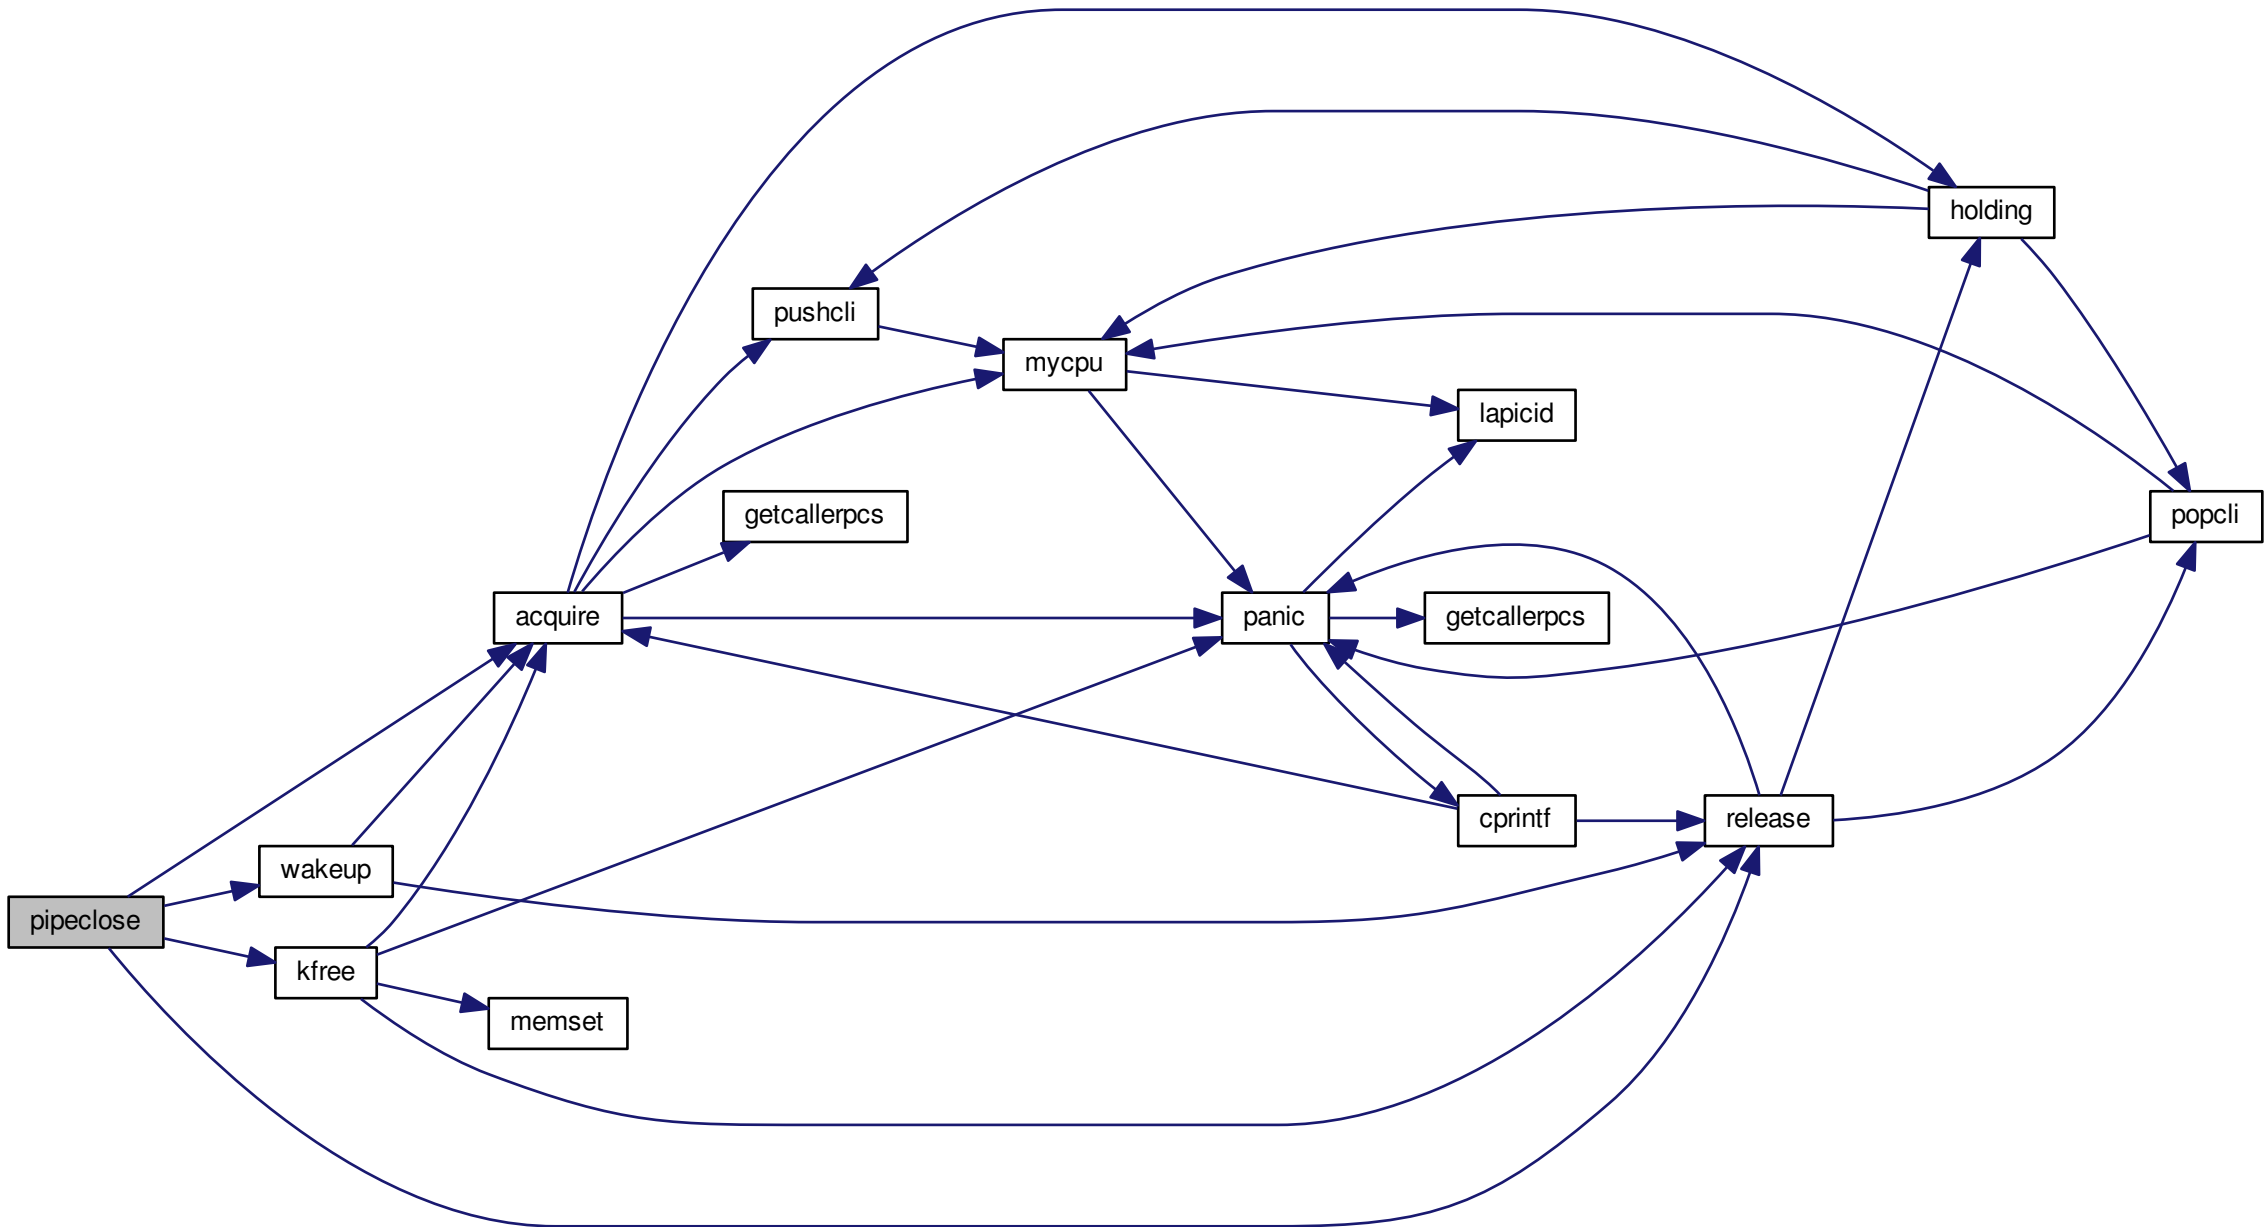 holding
pushcli
mycpu
lapicid
getcallerpcs
popcli
acquire
panic
getcallerpcs
cprintf
release
wakeup
pipeclose
kfree
memset